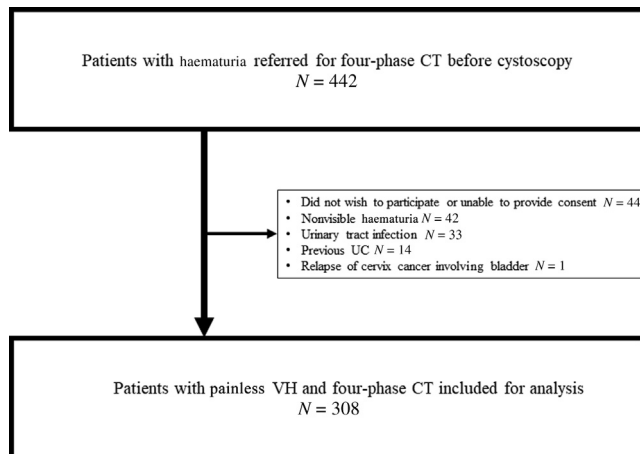 Patients with haematuria referred for four-phase CT before cystoscopy
N = 442
• Did not wish to participate or unable to provide consent N = 44
• Nonvisible haematuria N = 42
• Urinary tract infection N = 33
• Previous UC N = 14
• Relapse of cervix cancer involving bladder N = 1
Patients with painless VH and four-phase CT included for analysis
N = 308